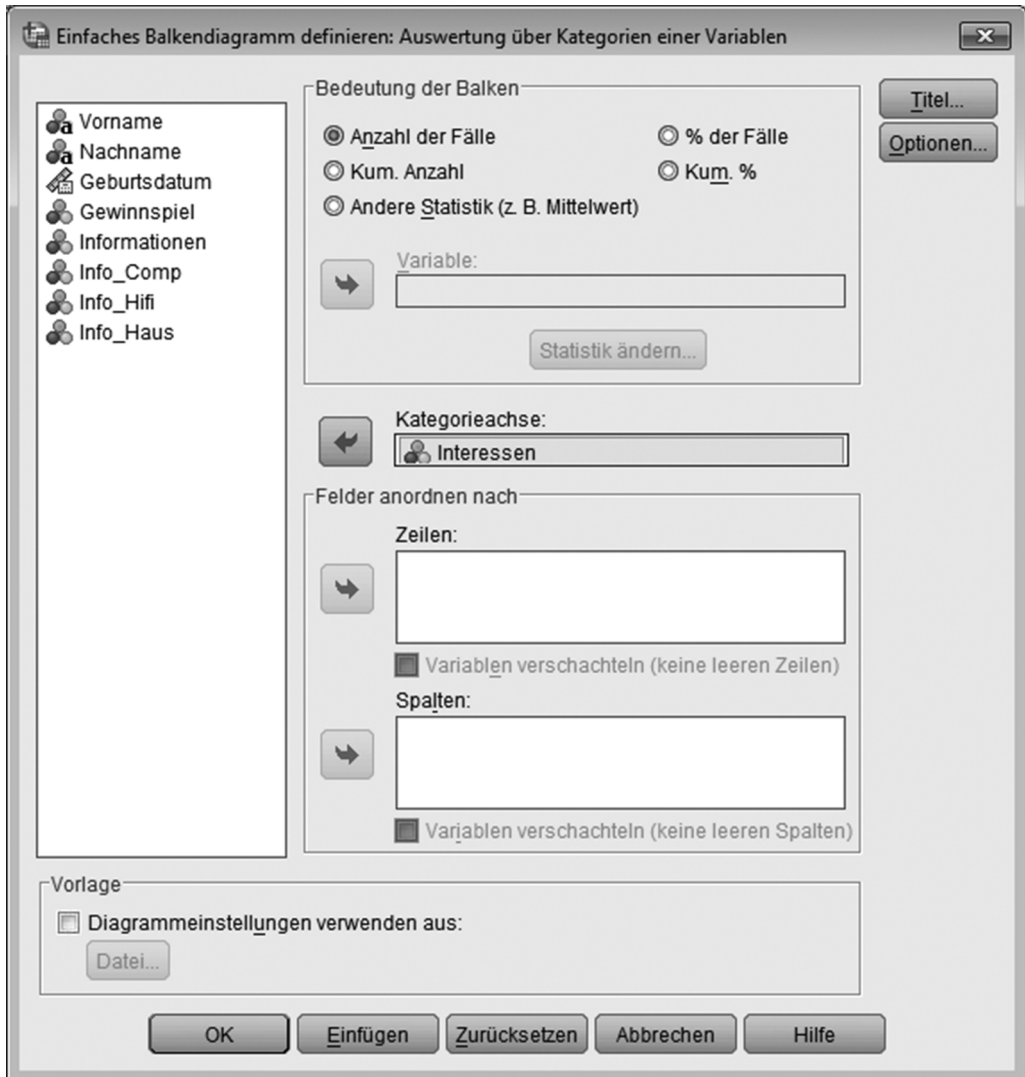 Einfaches Balkendiagramm definieren: Auswertung über Kategorien einer Variablen
Vorname
Nachname
Geburtsdatum
Gewinnspiel
Informationen
Info_Comp
Info_Hifi
Info_Haus
Bedeutung der Balken
Anzahl der Fälle
% der Fälle
Kum. Anzahl
Kum. %
Andere Statistik (z. B. Mittelwert)
Variable:
Statistik ändern...
Kategorieachse:
Interessen
Felder anordnen nach
Zeilen:
Variablen verschachteln (keine leeren Zeilen)
Spalten:
Variablen verschachteln (keine leeren Spalten)
Titel...
Optionen...
Vorlage
Diagrammeinstellungen verwenden aus:
Datei...
OK
Einfügen
Zurücksetzen
Abbrechen
Hilfe